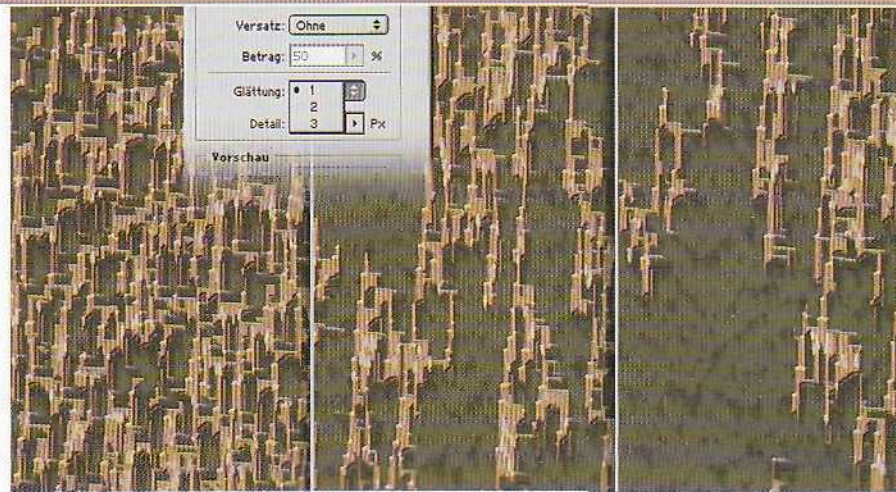 Versatz: Ohne
Betrag: 50 %
Glättung: • 1
2
Detail: 3 Px
Vorschau